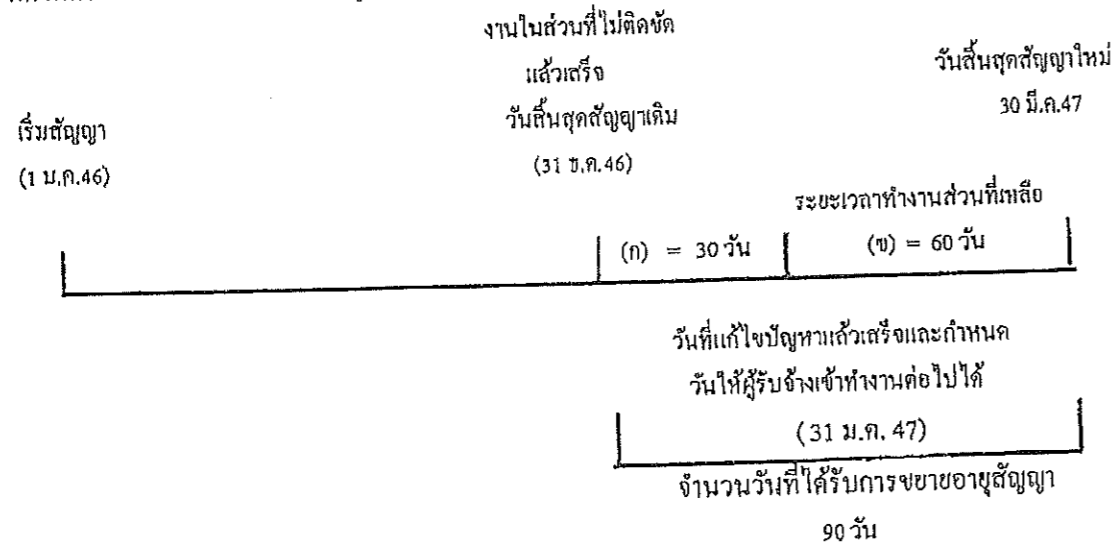 งานในส่วนที่ไม่ติดขัด
แล้วเสร็จ
วันสิ้นสุดสัญญาใหม่
เริ่มสัญญา
วันสิ้นสุดสัญญาเดิม
30 มี.ค.47
(1 ม.ค.46)
(31 ธ.ค.46)
ระยะเวลาทำงานส่วนที่เหลือ
(ก) = 30 วัน
(ข) = 60 วัน
วันที่แก้ไขปัญหาแล้วเสร็จและกำหนด
วันให้ผู้รับจ้างเข้าทำงานต่อไปได้
(31 ม.ค. 47)
จำนวนวันที่ได้รับการขยายอายุสัญญา
90 วัน